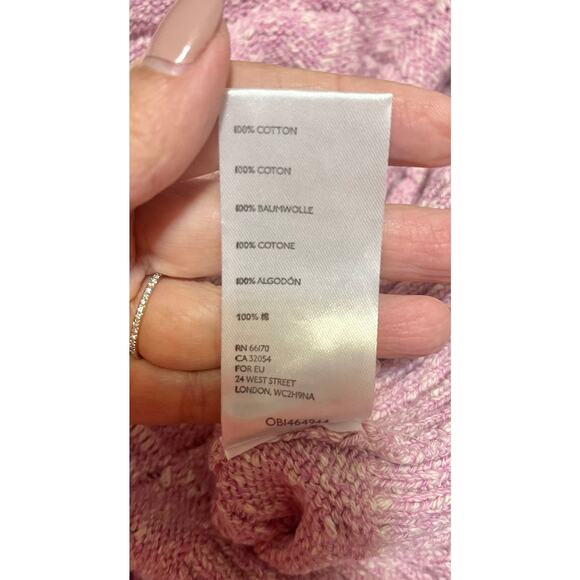 100% COTTON
100% COTON
100% BAUMWOLLE
100% COTONE
100% ALGODÓN
100% 棉
RN 66170
CA 32054
FOR EU
24 WEST STREET
LONDON, WC2H9NA
OB1464944